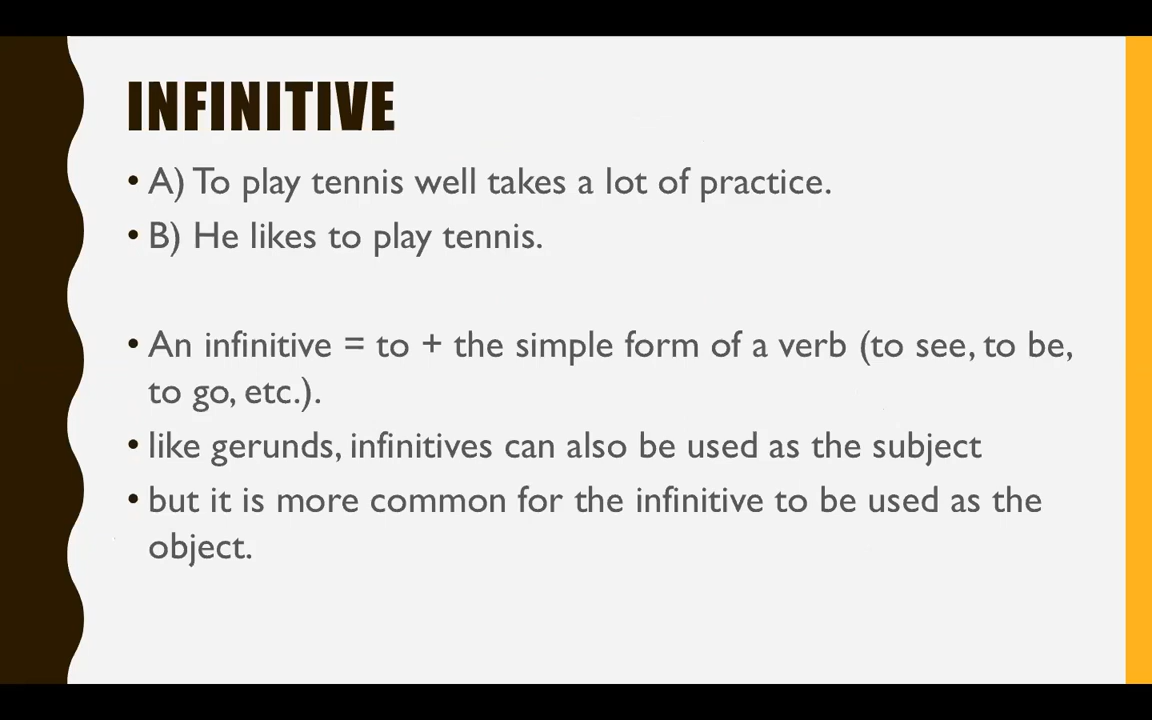 INFINITIVE
• A) To play tennis well takes a lot of practice.
• B) He likes to play tennis.
• An infinitive = to + the simple form of a verb (to see, to be,
to go, etc.).
• like gerunds, infinitives can also be used as the subject
• but it is more common for the infinitive to be used as the
object.